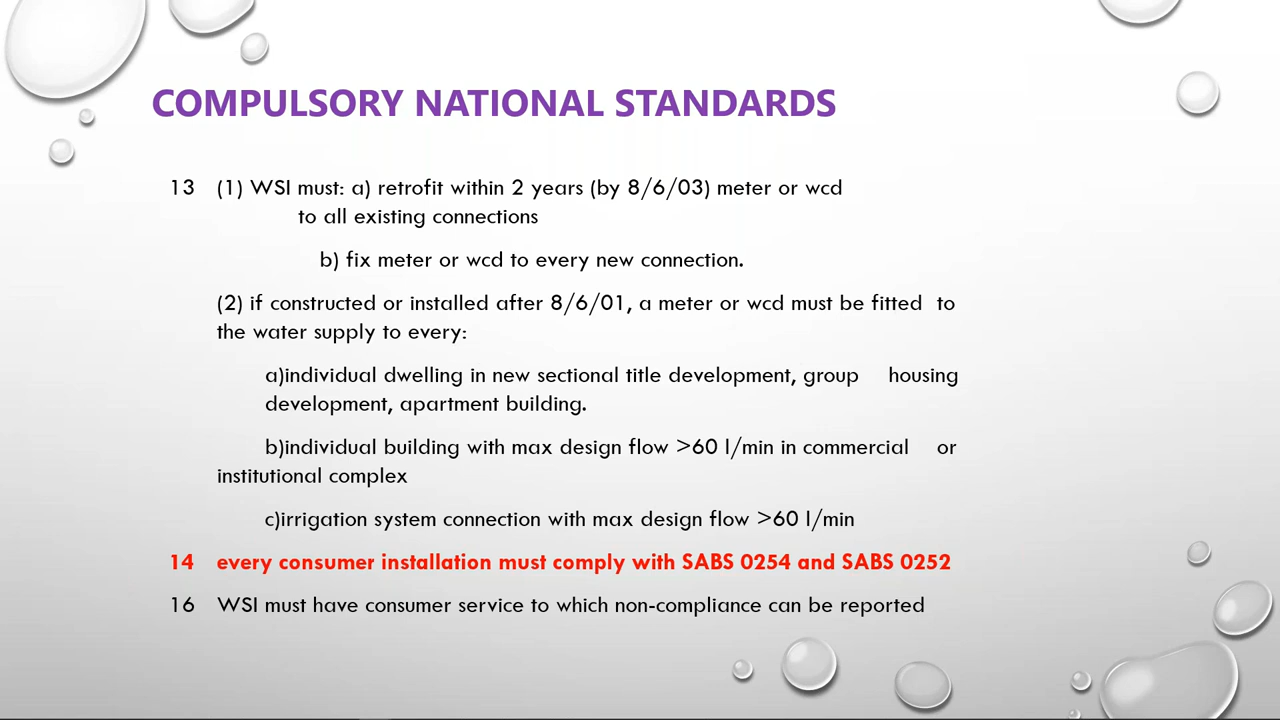 COMPULSORY NATIONAL STANDARDS
13 (1) WSI must: a) retrofit within 2 years (by 8/6/03) meter or wcd
to all existing connections
b) fix meter or wcd to every new connection.
(2) if constructed or installed after 8/6/01, a meter or wcd must be fitted to
the water supply to every:
a)individual dwelling in new sectional title development, group housing
development, apartment building.
b)individual building with max design flow >60 l/min in commercial or
institutional complex
c)irrigation system connection with max design flow >60 l/min
14 every consumer installation must comply with SABS 0254 and SABS 0252
16 WSI must have consumer service to which non-compliance can be reported